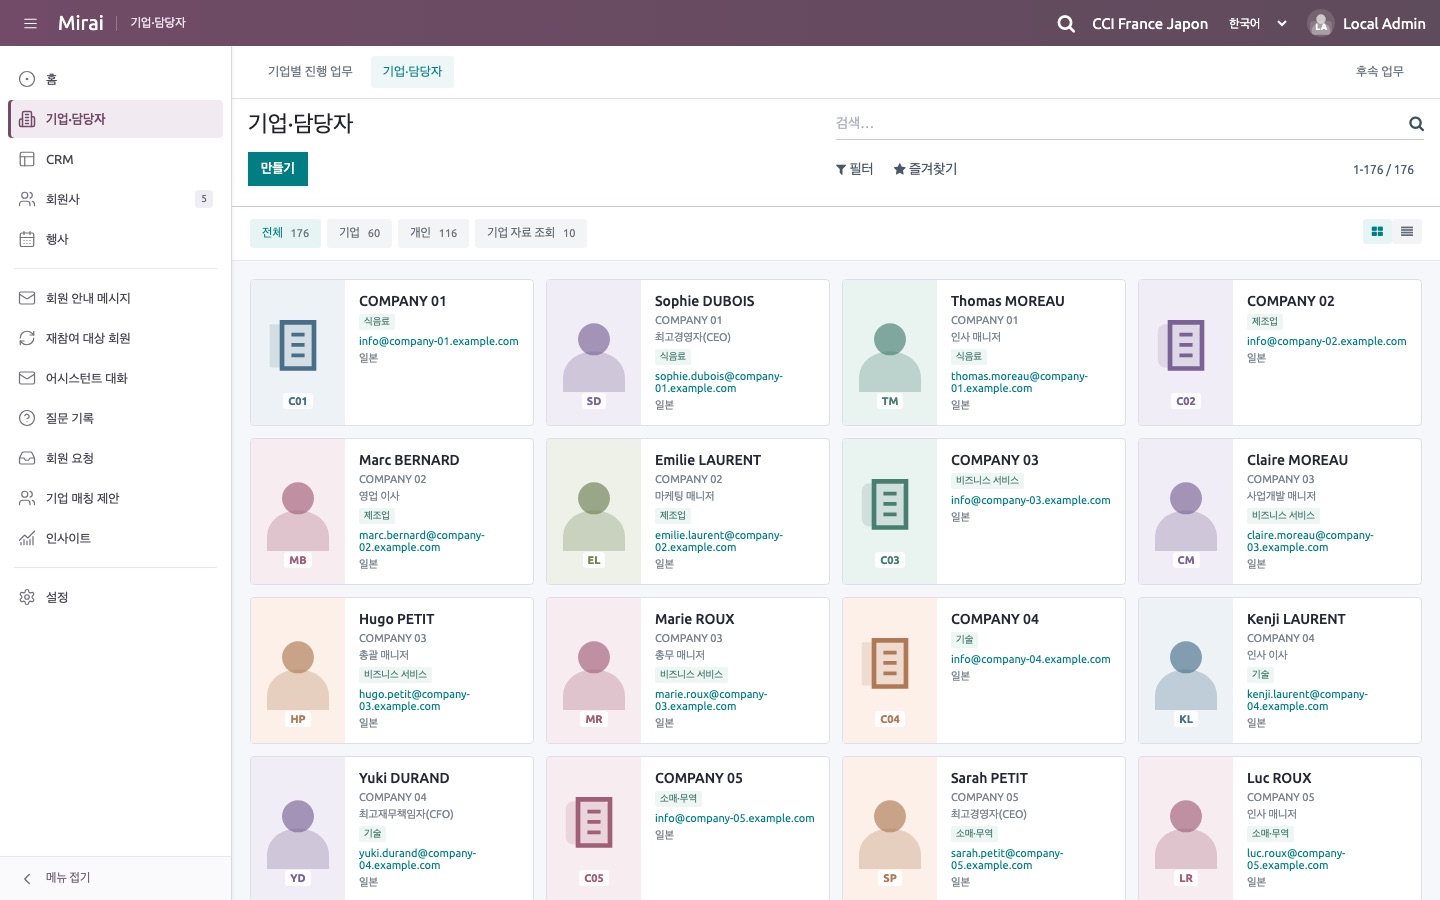 Mirai
기업·담당자
CCI France Japon
한국어
LA
Local Admin
홈
기업·담당자
CRM
회원사
5
행사
회원 안내 메시지
재참여 대상 회원
어시스턴트 대화
질문 기록
회원 요청
기업 매칭 제안
인사이트
설정
메뉴 접기
기업별 진행 업무
기업·담당자
후속 업무
기업·담당자
검색...
만들기
필터
즐겨찾기
1-176 / 176
전체 176
기업 60
개인 116
기업 자료 조회 10
COMPANY 01
식음료
info@company-01.example.com
일본
C01
Sophie DUBOIS
COMPANY 01
최고경영자(CEO)
식음료
sophie.dubois@company-
01.example.com
일본
SD
Thomas MOREAU
COMPANY 01
인사 매니저
식음료
thomas.moreau@company-
01.example.com
일본
TM
COMPANY 02
제조업
info@company-02.example.com
일본
C02
Marc BERNARD
COMPANY 02
영업 이사
제조업
marc.bernard@company-
02.example.com
일본
MB
Emilie LAURENT
COMPANY 02
마케팅 매니저
제조업
emilie.laurent@company-
02.example.com
일본
EL
COMPANY 03
비즈니스 서비스
info@company-03.example.com
일본
C03
Claire MOREAU
COMPANY 03
사업개발 매니저
비즈니스 서비스
claire.moreau@company-
03.example.com
일본
CM
Hugo PETIT
COMPANY 03
총괄 매니저
비즈니스 서비스
hugo.petit@company-
03.example.com
일본
HP
Marie ROUX
COMPANY 03
총무 매니저
비즈니스 서비스
marie.roux@company-
03.example.com
일본
MR
COMPANY 04
기술
info@company-04.example.com
일본
C04
Kenji LAURENT
COMPANY 04
인사 이사
기술
kenji.laurent@company-
04.example.com
일본
KL
Yuki DURAND
COMPANY 04
최고재무책임자(CFO)
기술
yuki.durand@company-
04.example.com
일본
YD
COMPANY 05
소매·무역
info@company-05.example.com
일본
C05
Sarah PETIT
COMPANY 05
최고경영자(CEO)
소매·무역
sarah.petit@company-
05.example.com
일본
SP
Luc ROUX
COMPANY 05
인사 매니저
소매·무역
luc.roux@company-
05.example.com
일본
LR